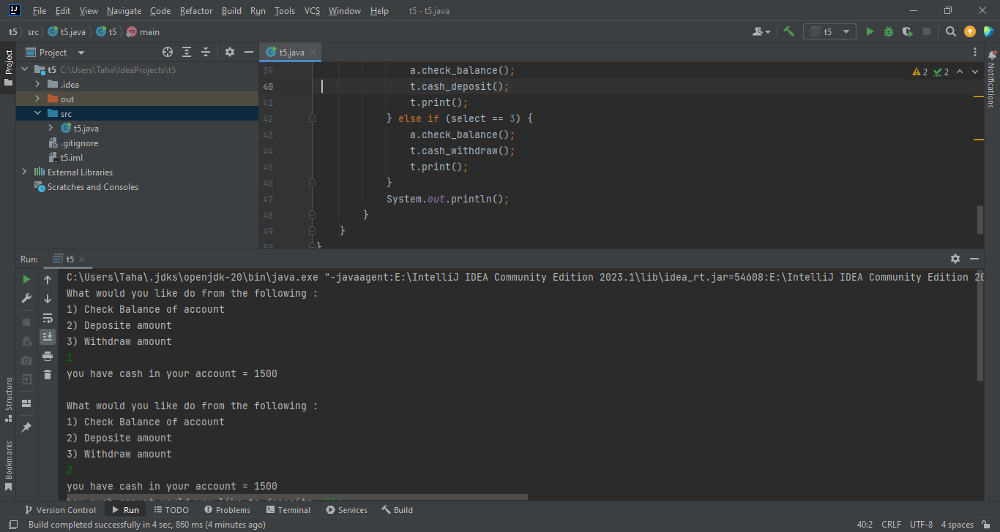 File Edit View Navigate Code Refactor Build Run Tools VCS Window Help t5 - t5.java
t5 src t5.java t5 main
t5
Project
Project
t5.java
t5 C:\Users\Taha\IdeaProjects\t5
.idea
out
src
t5.java
.gitignore
t5.iml
External Libraries
Scratches and Consoles
39 a.check_balance();
40 t.cash_deposit();
41 t.print();
42 } else if (select == 3) {
43 a.check_balance();
44 t.cash_withdraw();
45 t.print();
46 }
47 System.out.println();
48 }
49 }
50 }
2 2
Notifications
Run: t5
C:\Users\Taha\.jdks\openjdk-20\bin\java.exe "-javaagent:E:\IntelliJ IDEA Community Edition 2023.1\lib\idea_rt.jar=54608:E:\IntelliJ IDEA Community Edition 20
What would you like do from the following :
1) Check Balance of account
2) Deposite amount
3) Withdraw amount
1
you have cash in your account = 1500
What would you like do from the following :
1) Check Balance of account
2) Deposite amount
3) Withdraw amount
2
you have cash in your account = 1500
how much amount would you like to deposite
Structure
Bookmarks
Version Control Run TODO Problems Terminal Services Build
Build completed successfully in 4 sec, 860 ms (4 minutes ago) 40:2 CRLF UTF-8 4 spaces